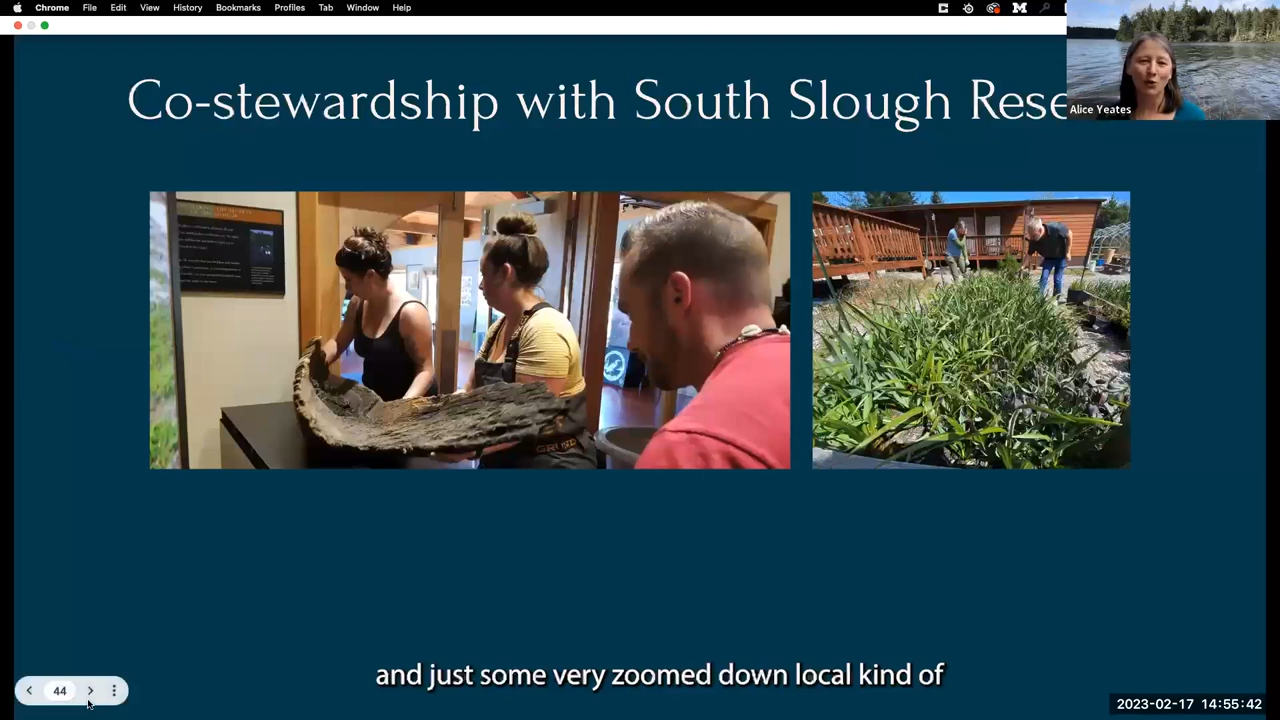 Chrome File Edit View History Bookmarks Profiles Tab Window Help
Co-stewardship with South Slough Rese
Alice Yeates
GRUND
44
and just some very zoomed down local kind of
2023-02-17 14:55:42